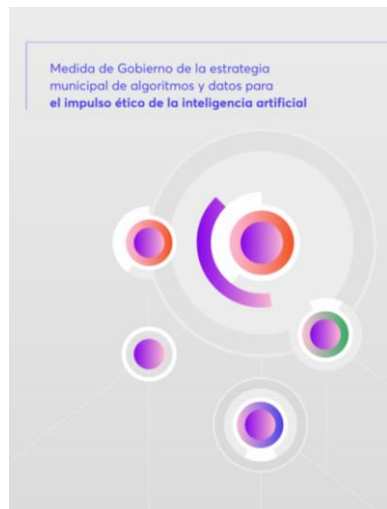 Medida de Gobierno de la estrategia
municipal de algoritmos y datos para
el impulso ético de la inteligencia artificial